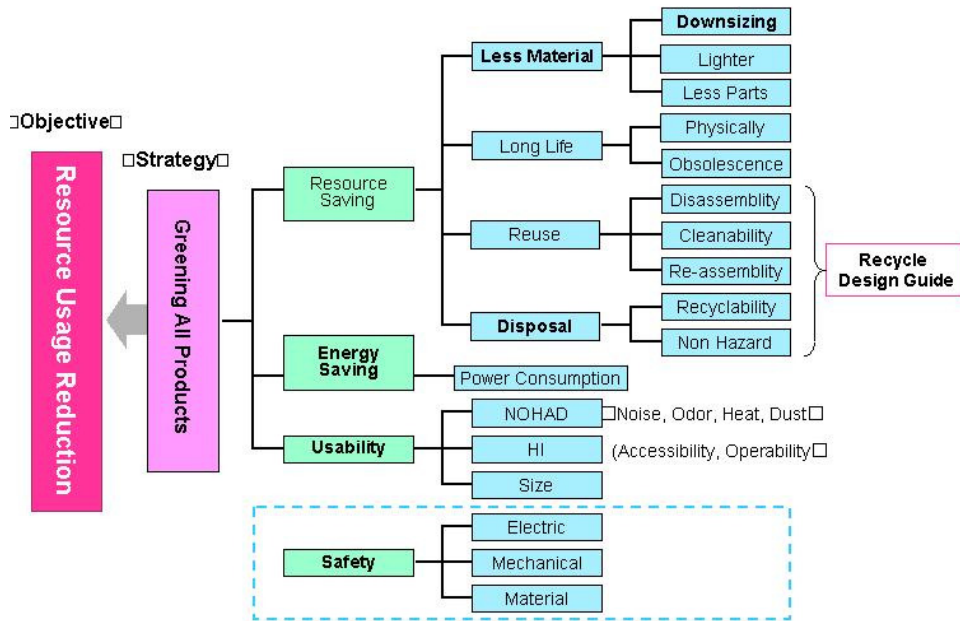 □Objective□
Resource Usage Reduction
□Strategy□
Greening All Products
Resource
Saving
Less Material
Downsizing
Lighter
Less Parts
Long Life
Physically
Obsolescence
Reuse
Disassemblity
Cleanability
Re-assemblity
Disposal
Recyclability
Non Hazard
Recycle
Design Guide
Energy
Saving
Power Consumption
Usability
NOHAD
□Noise, Odor, Heat, Dust□
HI
(Accessibility, Operability□
Size
Safety
Electric
Mechanical
Material